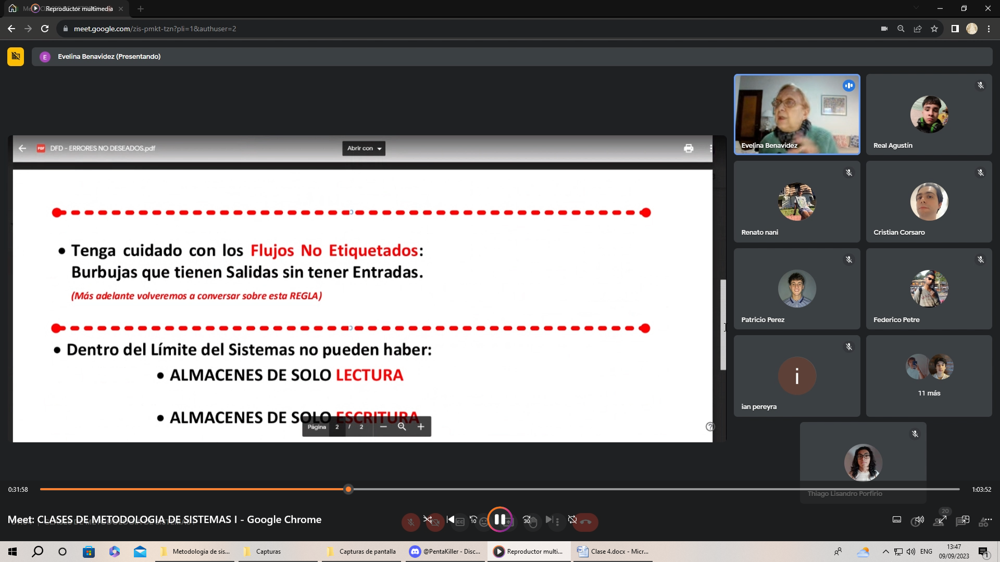 Reproductor multimedia
meet.google.com/zis-pmkt-tzn?pli=1&authuser=2
E
Evelina Benavidez (Presentando)
PDF
DFD - ERRORES NO DESEADOS.pdf
Abrir con
• Tenga cuidado con los Flujos No Etiquetados:
Burbujas que tienen Salidas sin tener Entradas.
(Más adelante volveremos a conversar sobre esta REGLA)
• Dentro del Límite del Sistemas no pueden haber:
• ALMACENES DE SOLO LECTURA
• ALMACENES DE SOLO ESCRITURA
Página 2 / 2
Evelina Benavidez
Real Agustín
Renato nani
Cristian Corsaro
Patricio Perez
Federico Petre
i
ian pereyra
11 más
Thiago Lisandro Porfirio
0:31:58
1:03:52
Meet: CLASES DE METODOLOGIA DE SISTEMAS I - Google Chrome
10
30
20
Metodologia de sis...
Capturas
Capturas de pantalla
@PentaKiller - Disc...
Reproductor multi...
Clase 4.docx - Micr...
ENG
13:47
09/09/2023
1